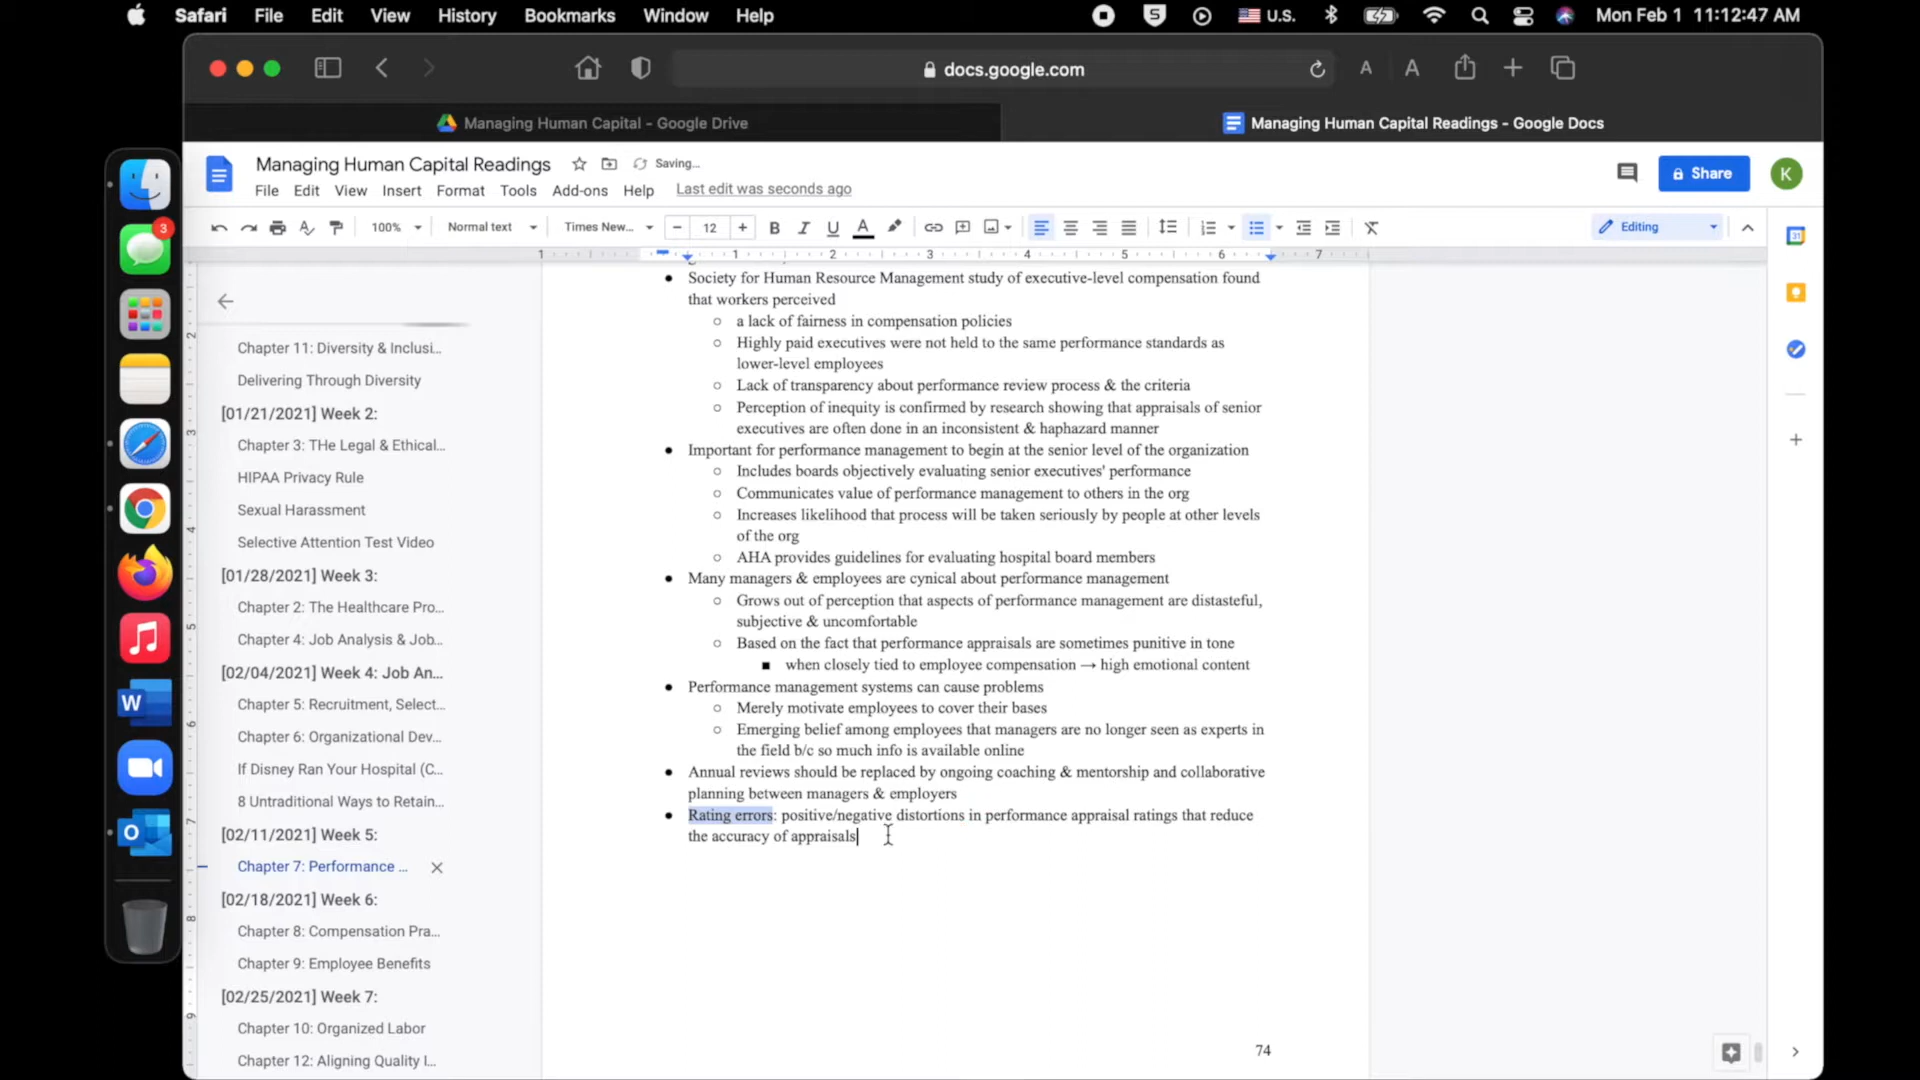 Safari File Edit View History Bookmarks Window Help U.S. Mon Feb 1 11:12:47 AM
docs.google.com A A
Managing Human Capital - Google Drive
Managing Human Capital Readings - Google Docs
Managing Human Capital Readings Saving...
File Edit View Insert Format Tools Add-ons Help Last edit was seconds ago
Share
K
100% Normal text Times New... − 12 + B I U A Editing
1 1 2 3 4 5 6 7
3
W
O
31
2
3
4
5
6
7
8
9
Chapter 11: Diversity & Inclusi...
Delivering Through Diversity
[01/21/2021] Week 2:
Chapter 3: THe Legal & Ethical...
HIPAA Privacy Rule
Sexual Harassment
Selective Attention Test Video
[01/28/2021] Week 3:
Chapter 2: The Healthcare Pro...
Chapter 4: Job Analysis & Job...
[02/04/2021] Week 4: Job An...
Chapter 5: Recruitment, Select...
Chapter 6: Organizational Dev...
If Disney Ran Your Hospital (C...
8 Untraditional Ways to Retain...
[02/11/2021] Week 5:
Chapter 7: Performance ...
[02/18/2021] Week 6:
Chapter 8: Compensation Pra...
Chapter 9: Employee Benefits
[02/25/2021] Week 7:
Chapter 10: Organized Labor
Chapter 12: Aligning Quality I...
● Society for Human Resource Management study of executive-level compensation found
that workers perceived
○ a lack of fairness in compensation policies
○ Highly paid executives were not held to the same performance standards as
lower-level employees
○ Lack of transparency about performance review process & the criteria
○ Perception of inequity is confirmed by research showing that appraisals of senior
executives are often done in an inconsistent & haphazard manner
● Important for performance management to begin at the senior level of the organization
○ Includes boards objectively evaluating senior executives' performance
○ Communicates value of performance management to others in the org
○ Increases likelihood that process will be taken seriously by people at other levels
of the org
○ AHA provides guidelines for evaluating hospital board members
● Many managers & employees are cynical about performance management
○ Grows out of perception that aspects of performance management are distasteful,
subjective & uncomfortable
○ Based on the fact that performance appraisals are sometimes punitive in tone
■ when closely tied to employee compensation → high emotional content
● Performance management systems can cause problems
○ Merely motivate employees to cover their bases
○ Emerging belief among employees that managers are no longer seen as experts in
the field b/c so much info is available online
● Annual reviews should be replaced by ongoing coaching & mentorship and collaborative
planning between managers & employers
● Rating errors: positive/negative distortions in performance appraisal ratings that reduce
the accuracy of appraisals
74